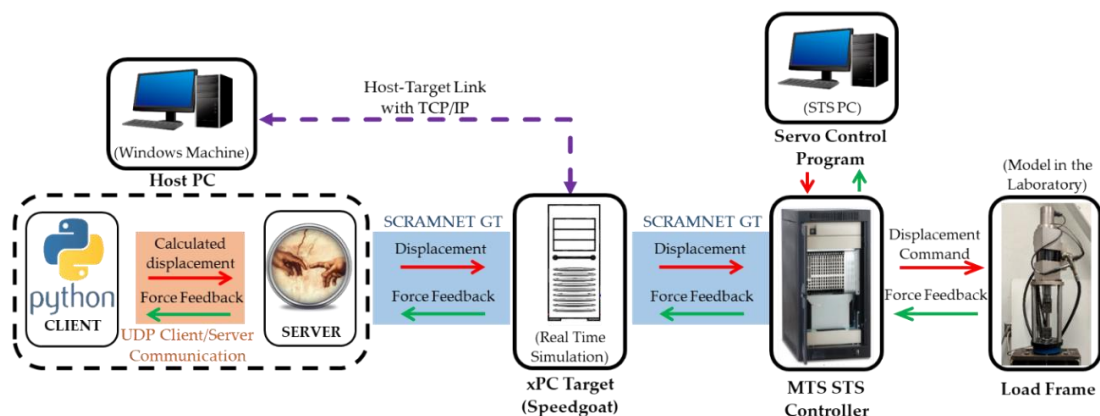 (Windows Machine)
Host PC
Host-Target Link
with TCP/IP
(STS PC)
Servo Control
Program
(Model in the
Laboratory)
python
CLIENT
Calculated
displacement
Force Feedback
UDP Client/Server
Communication
SERVER
SCRAMNET GT
Displacement
Force Feedback
(Real Time
Simulation)
xPC Target
(Speedgoat)
SCRAMNET GT
Displacement
Force Feedback
MTS STS
Controller
Displacement
Command
Force Feedback
Load Frame